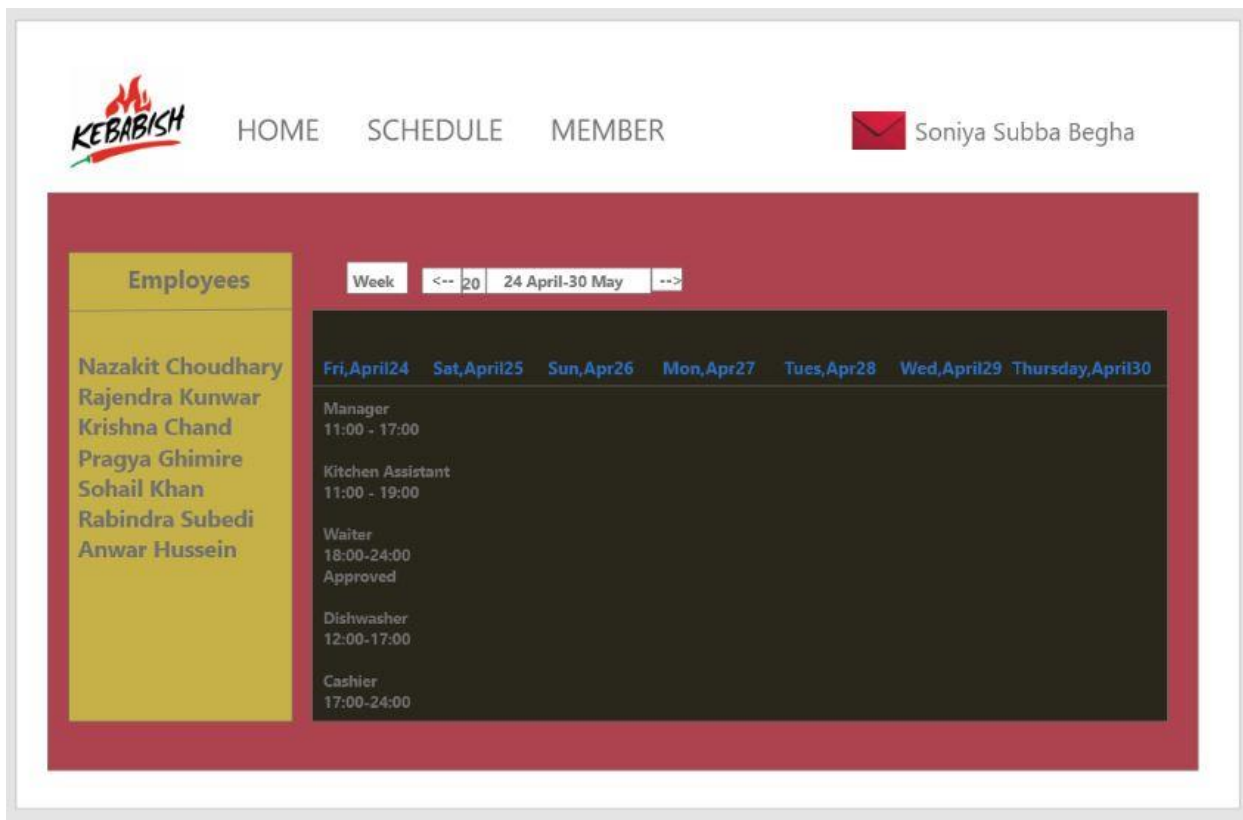 KEBABISH
HOME SCHEDULE MEMBER Soniya Subba Begha
Employees
Nazakit Choudhary
Rajendra Kunwar
Krishna Chand
Pragya Ghimire
Sohail Khan
Rabindra Subedi
Anwar Hussein
Week <-- 20 24 April-30 May -->
Fri,April24 Sat,April25 Sun,Apr26 Mon,Apr27 Tues,Apr28 Wed,April29 Thursday,April30
Manager
11:00 - 17:00
Kitchen Assistant
11:00 - 19:00
Waiter
18:00-24:00
Approved
Dishwasher
12:00-17:00
Cashier
17:00-24:00